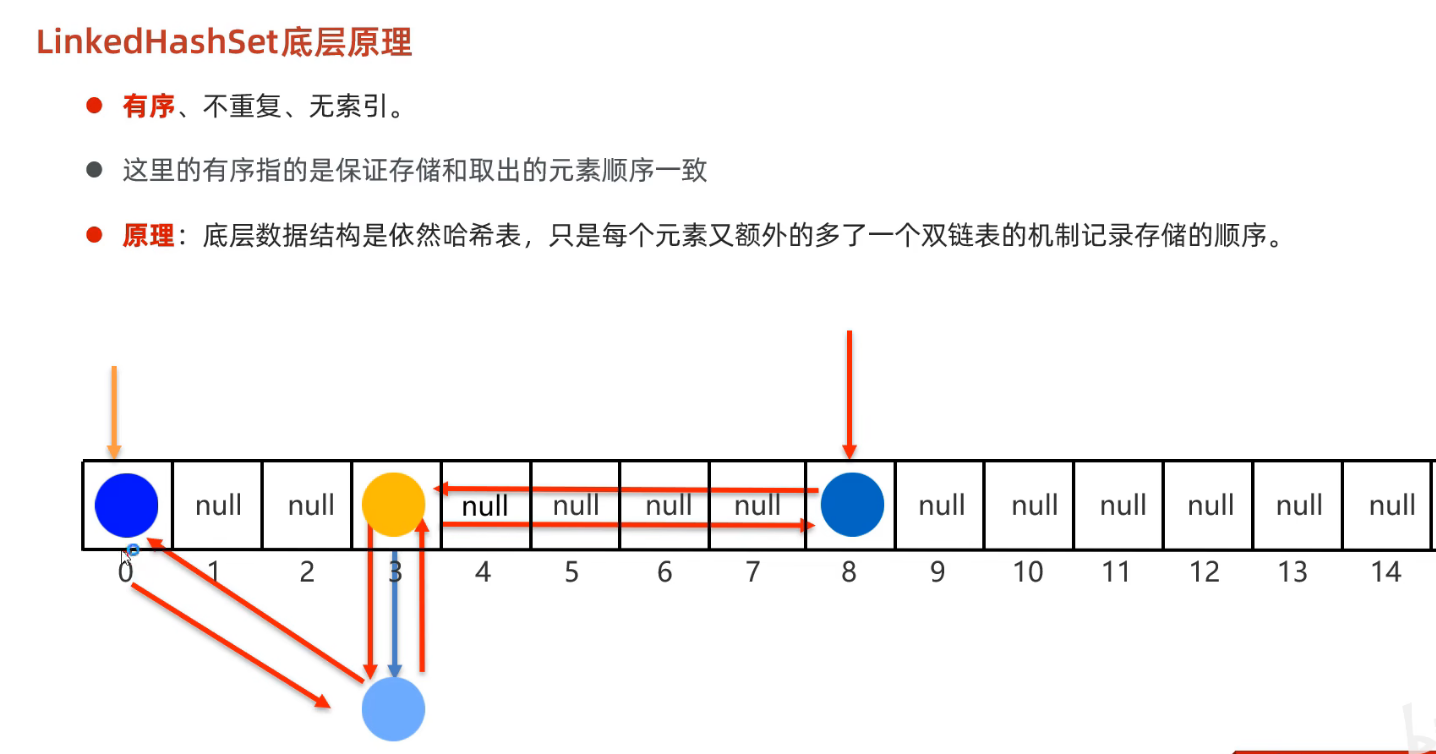 LinkedHashSet底层原理
有序、不重复、无索引。
这里的有序指的是保证存储和取出的元素顺序一致
原理：底层数据结构是依然哈希表，只是每个元素又额外的多了一个双链表的机制记录存储的顺序。
null null null null null null null null null null null null
0 1 2 3 4 5 6 7 8 9 10 11 12 13 14